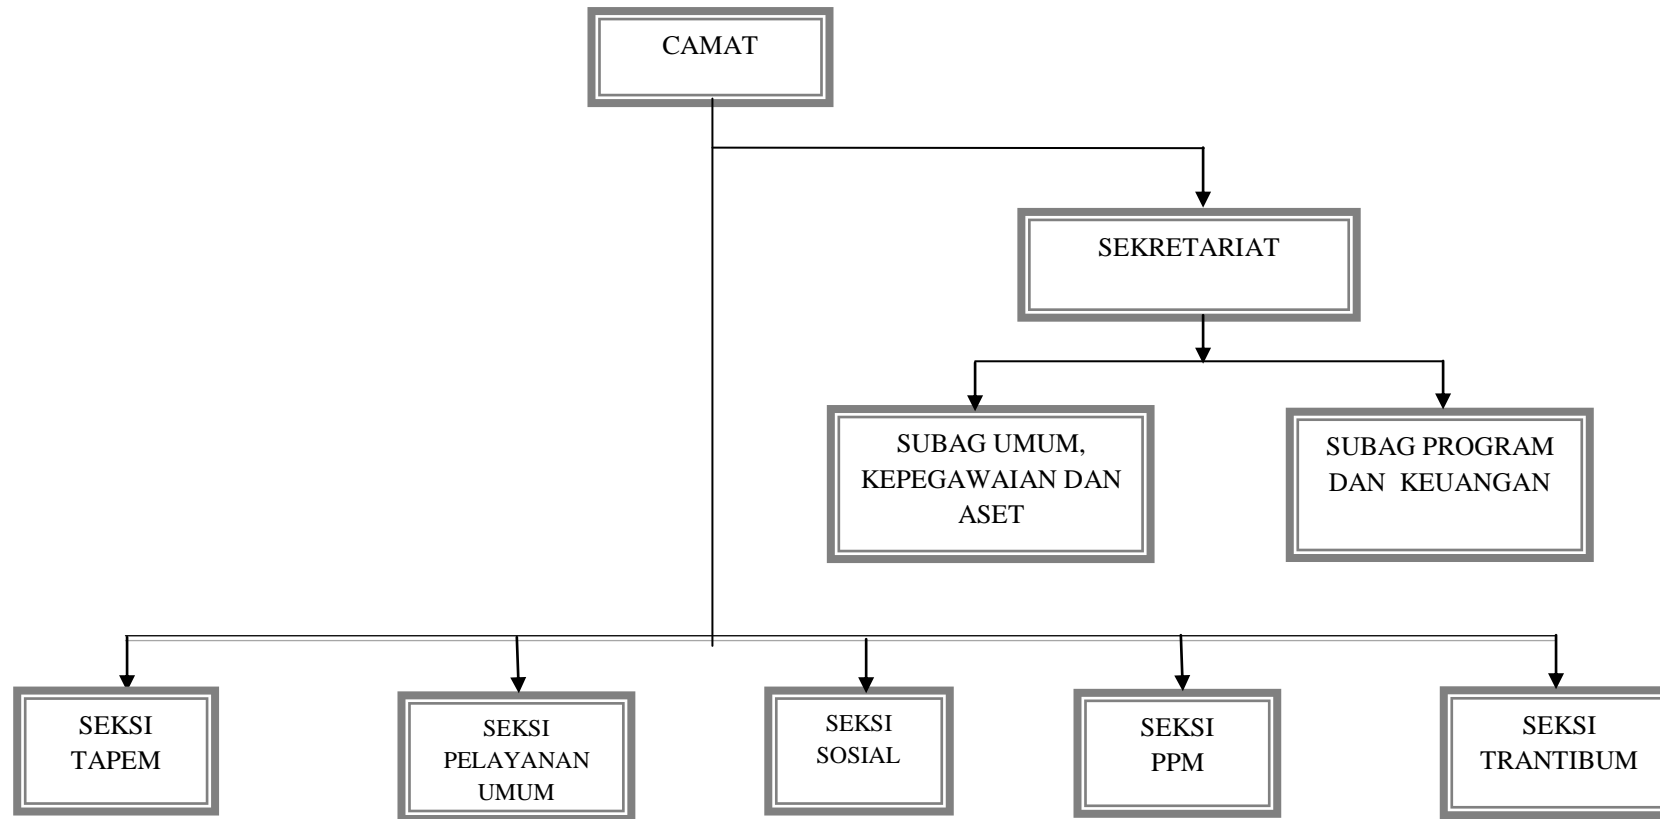 CAMAT
SEKRETARIAT
SUBAG UMUM,
KEPEGAWAIAN DAN
ASET
SUBAG PROGRAM
DAN KEUANGAN
SEKSI
TAPEM
SEKSI
PELAYANAN
UMUM
SEKSI
SOSIAL
SEKSI
PPM
SEKSI
TRANTIBUM